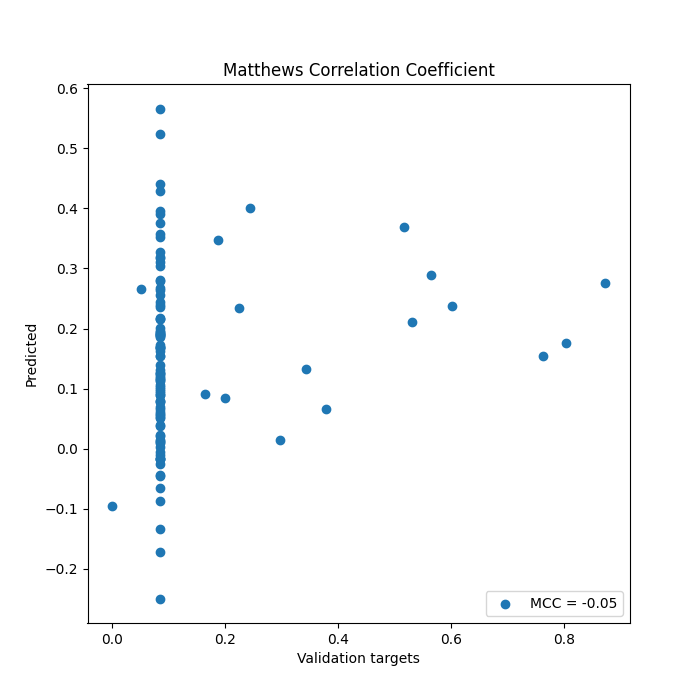 Matthews Correlation Coefficient
0.6
0.5
0.4
0.3
0.2
0.1
0.0
−0.1
−0.2
Predicted
MCC = -0.05
0.0 0.2 0.4 0.6 0.8
Validation targets